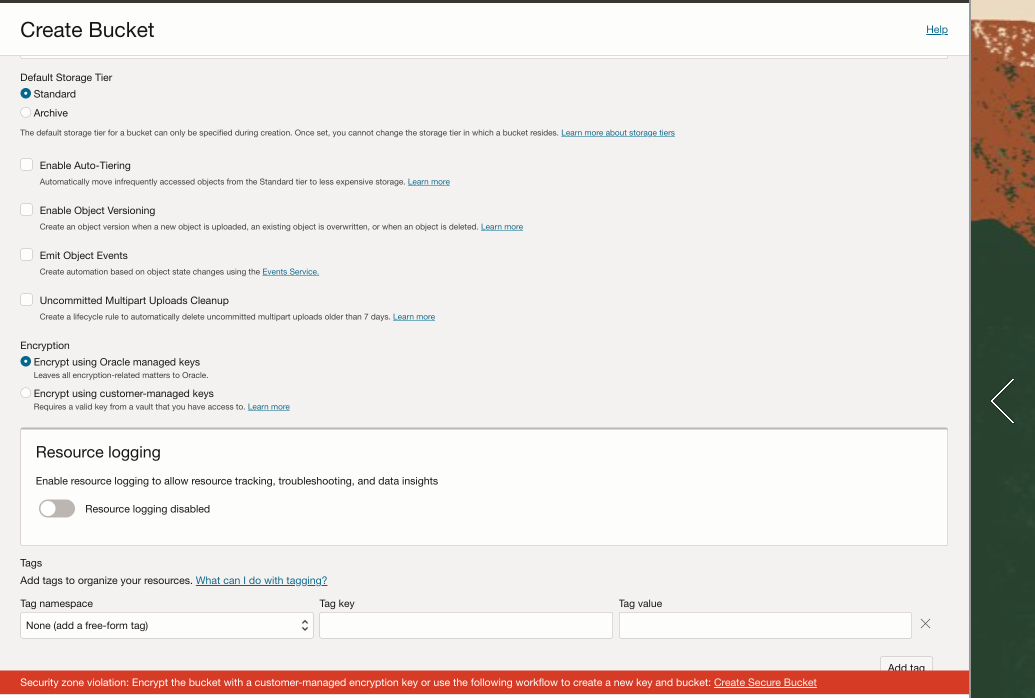 Create Bucket
Help
Default Storage Tier
Standard
Archive
The default storage tier for a bucket can only be specified during creation. Once set, you cannot change the storage tier in which a bucket resides. Learn more about storage tiers
Enable Auto-Tiering
Automatically move infrequently accessed objects from the Standard tier to less expensive storage. Learn more
Enable Object Versioning
Create an object version when a new object is uploaded, an existing object is overwritten, or when an object is deleted. Learn more
Emit Object Events
Create automation based on object state changes using the Events Service.
Uncommitted Multipart Uploads Cleanup
Create a lifecycle rule to automatically delete uncommitted multipart uploads older than 7 days. Learn more
Encryption
Encrypt using Oracle managed keys
Leaves all encryption-related matters to Oracle.
Encrypt using customer-managed keys
Requires a valid key from a vault that you have access to. Learn more
Resource logging
Enable resource logging to allow resource tracking, troubleshooting, and data insights
Resource logging disabled
Tags
Add tags to organize your resources. What can I do with tagging?
Tag namespace Tag key Tag value
None (add a free-form tag)
Add tag
Security zone violation: Encrypt the bucket with a customer-managed encryption key or use the following workflow to create a new key and bucket: Create Secure Bucket